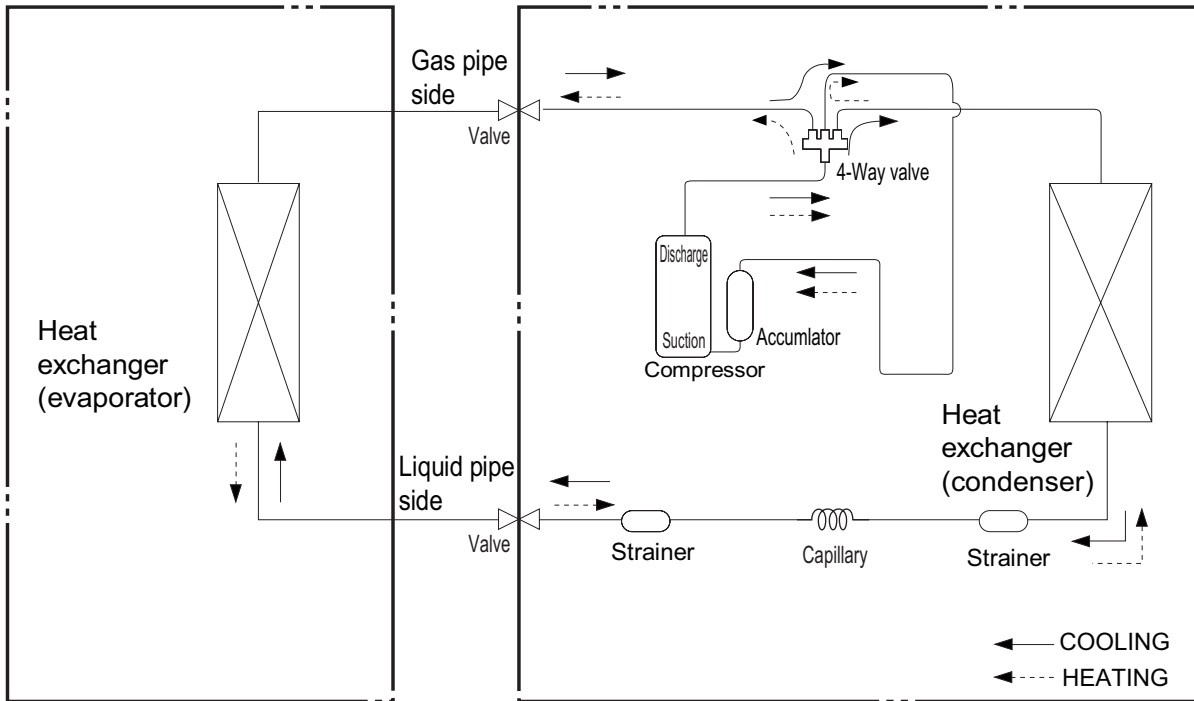 Gas pipe
side
Valve
4-Way valve
Discharge
Suction
Accumlator
Compressor
Heat
exchanger
(evaporator)
Heat
exchanger
(condenser)
Liquid pipe
side
Valve
Strainer
Capillary
Strainer
COOLING
HEATING